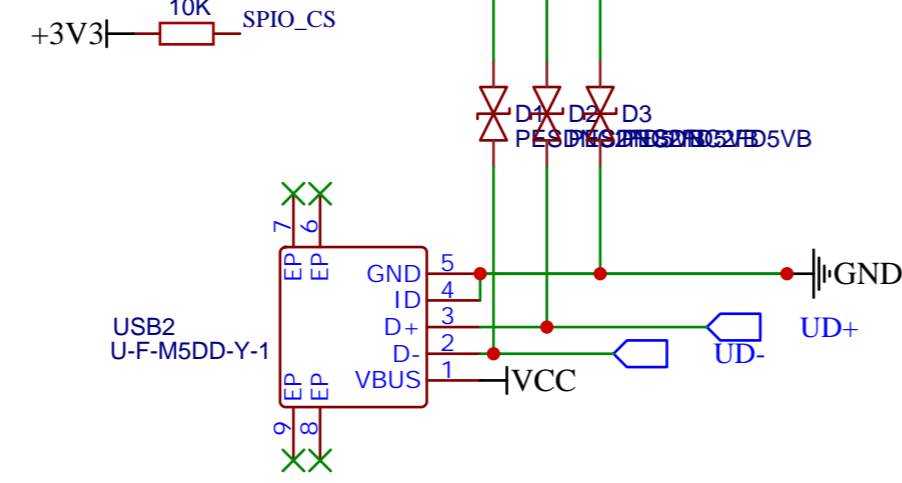 10K
+3V3
SPIO_CS
D1
D2
D3
7
6
EP
EP
GND
5
GND
ID
4
D+
3
UD+
USB2
U-F-M5DD-Y-1
D-
2
UD-
VBUS
1
VCC
EP
EP
9
8